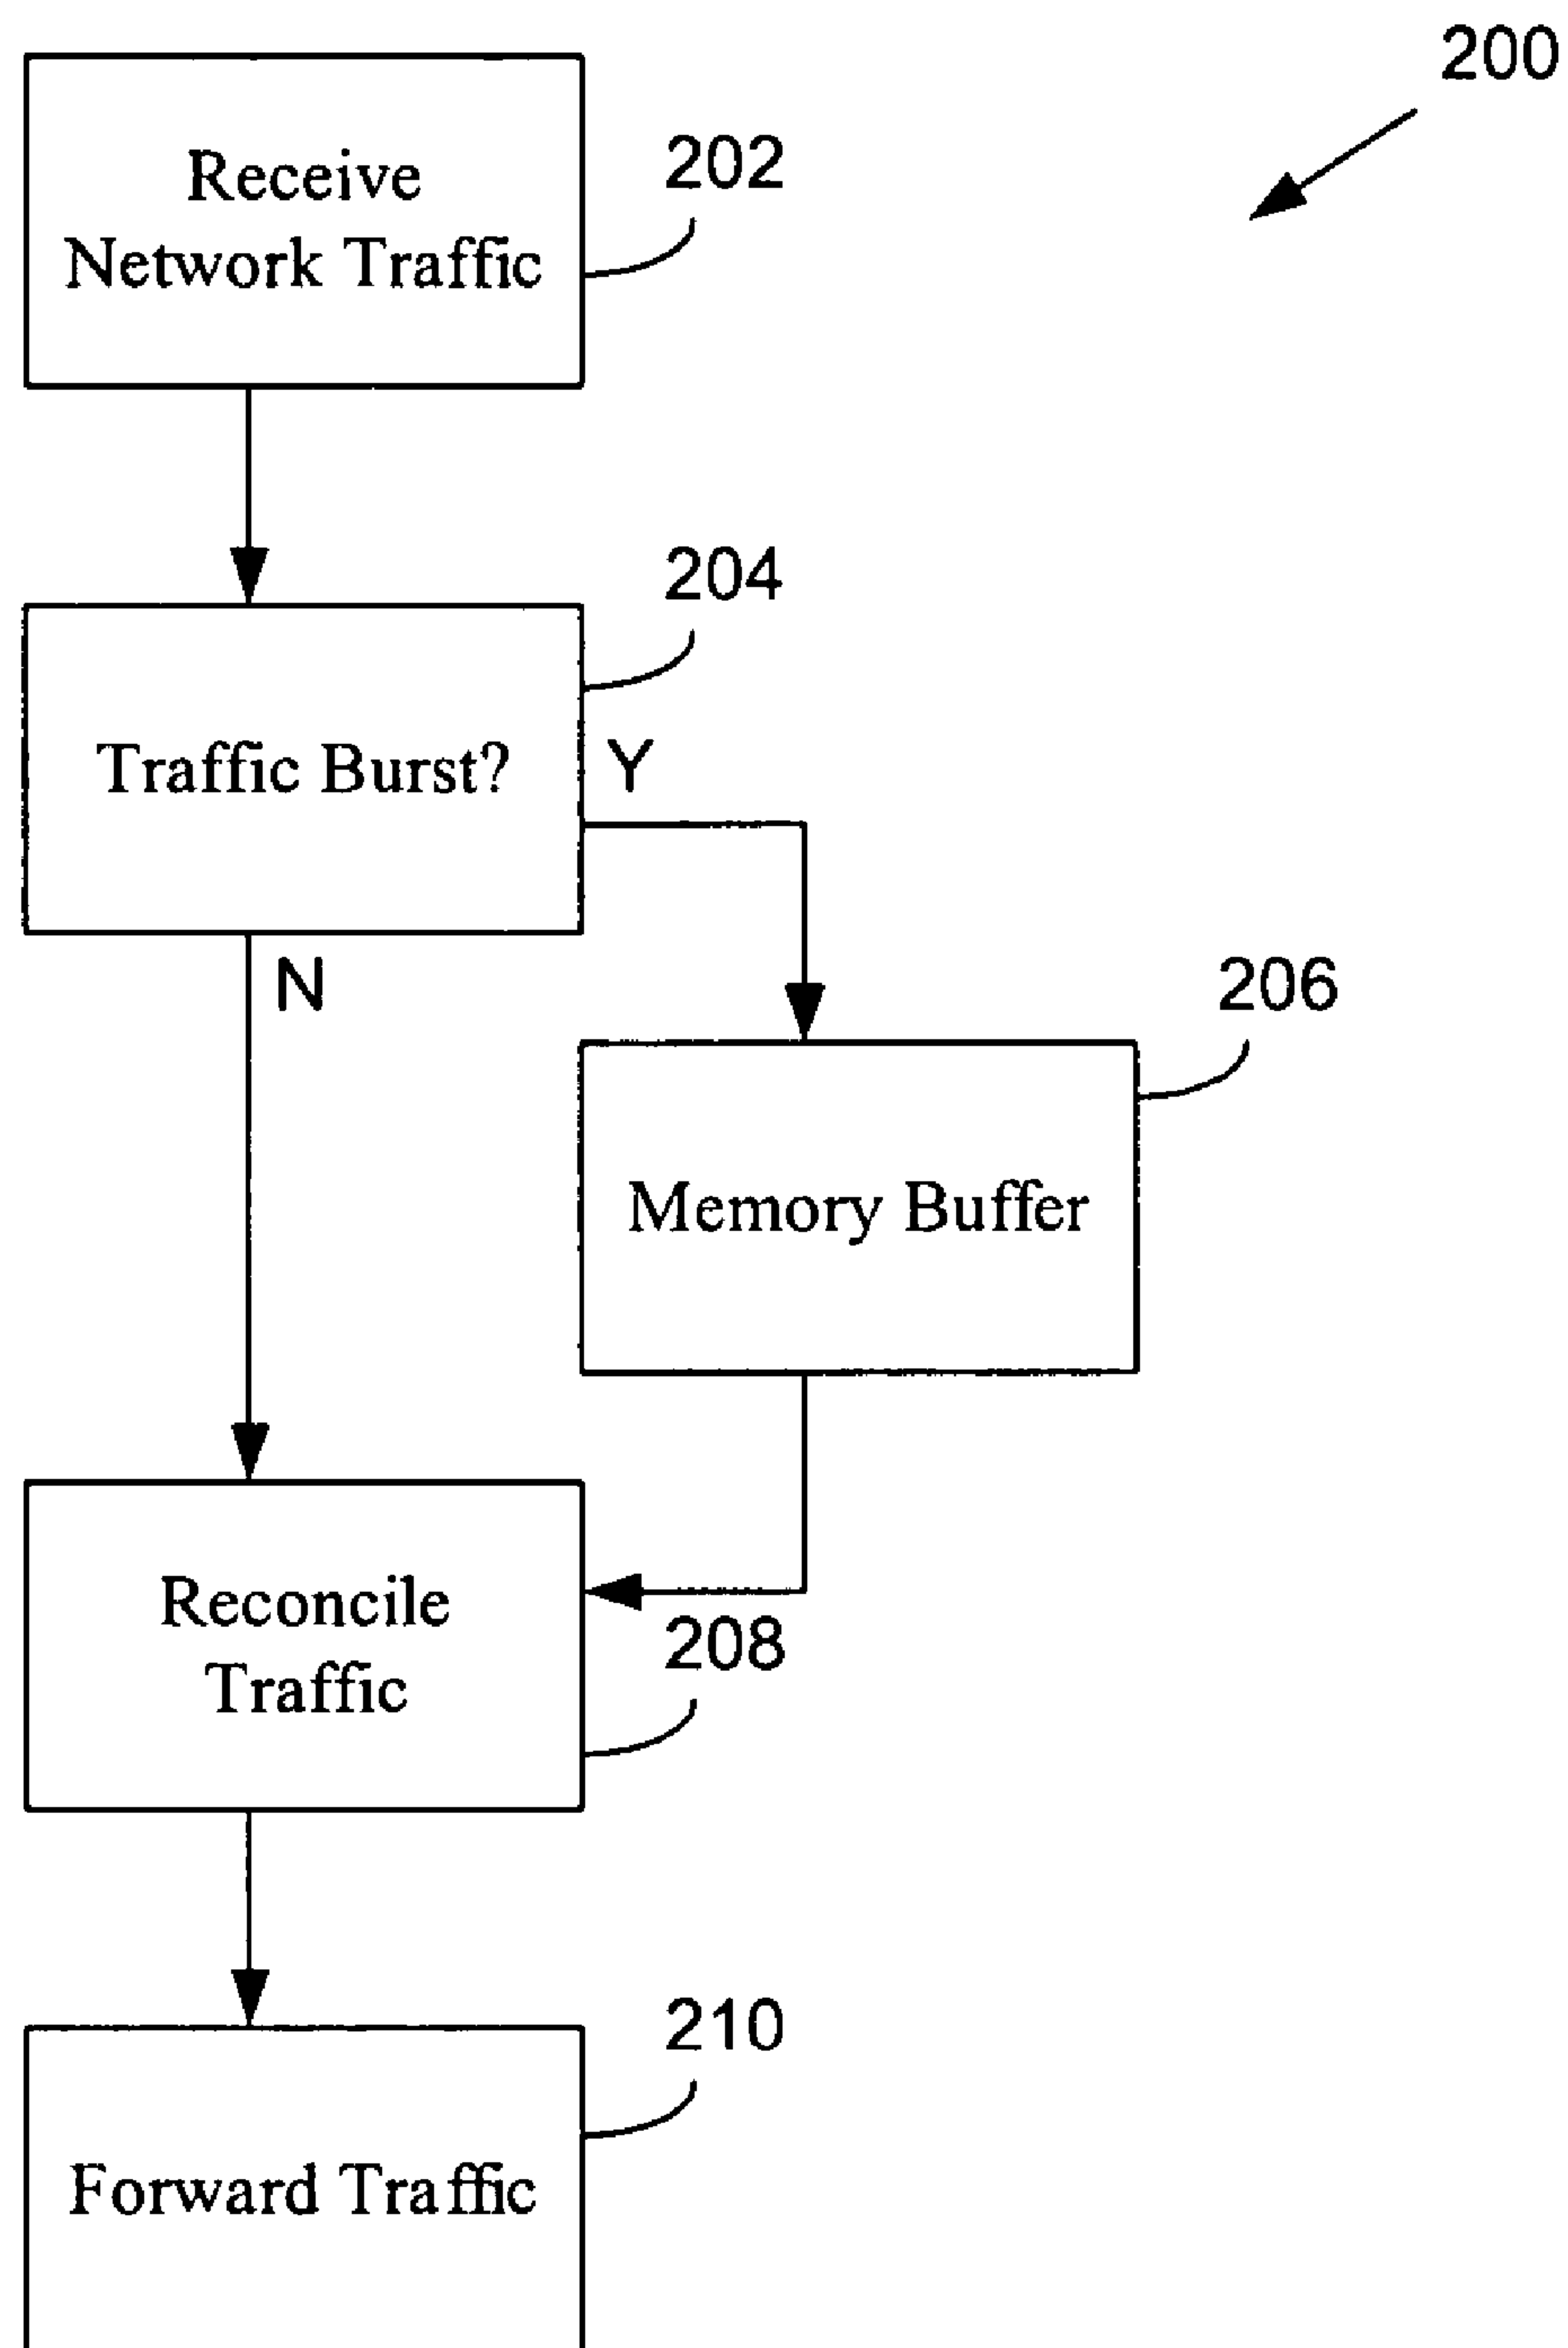 200
Receive
Network Traffic
202
204
Traffic Burst?
Y
N
206
Memory Buffer
Reconcile
Traffic
208
210
Forward Traffic